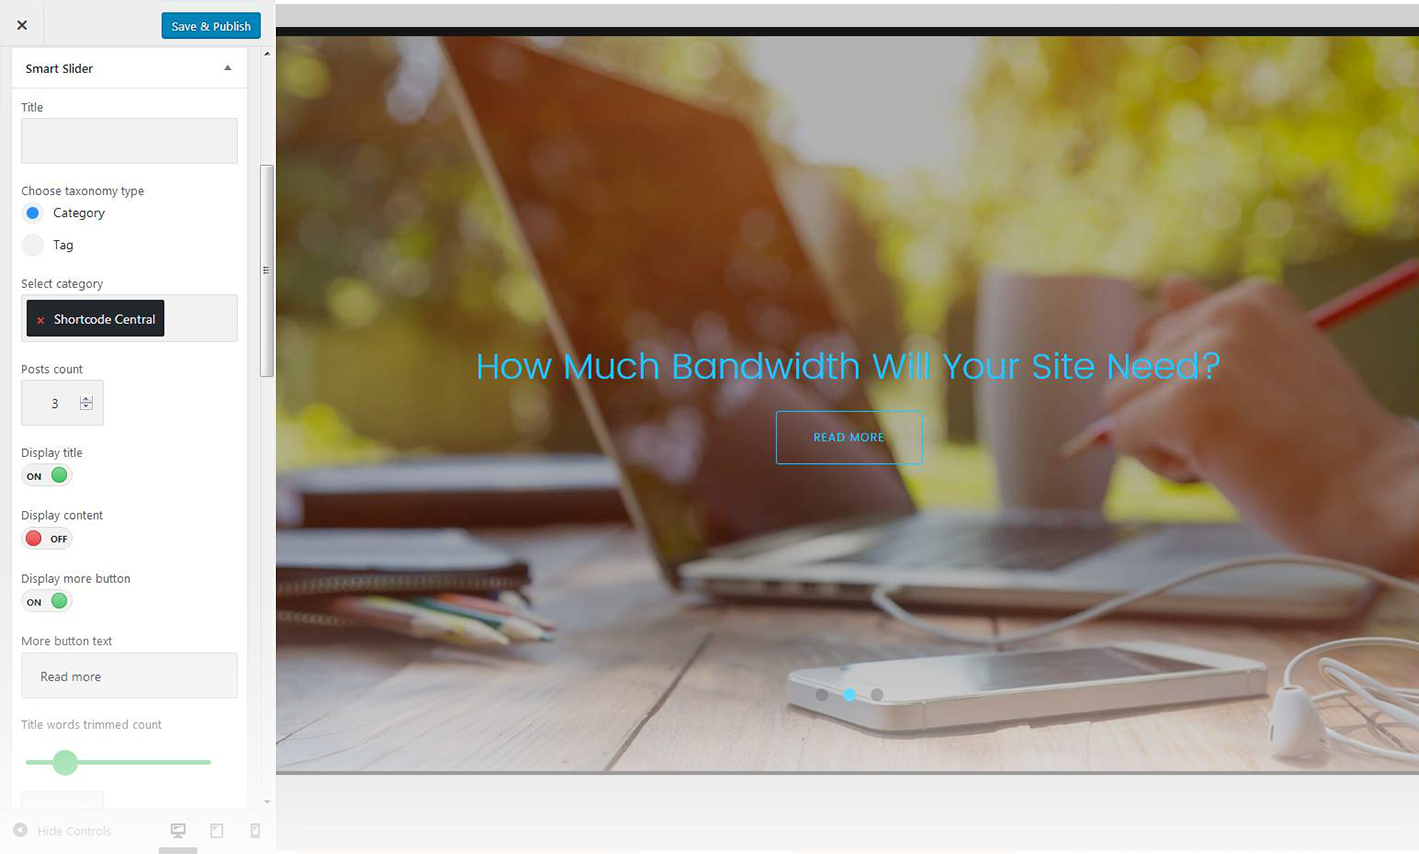 Save & Publish
Smart Slider
Title
Choose taxonomy type
Category
Tag
Select category
× Shortcode Central
Posts count
3
Display title
ON
Display content
OFF
Display more button
ON
More button text
Read more
Title words trimmed count
Hide Controls
How Much Bandwidth Will Your Site Need?
READ MORE